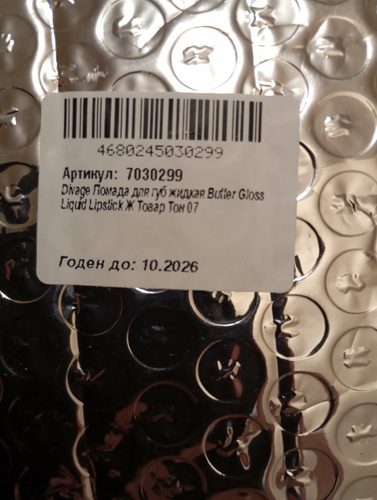 4680245030299
Артикул: 7030299
Divage Помада для губ жидкая Butter Gloss
Liquid Lipstick Ж Товар Тон 07
Годен до: 10.2026